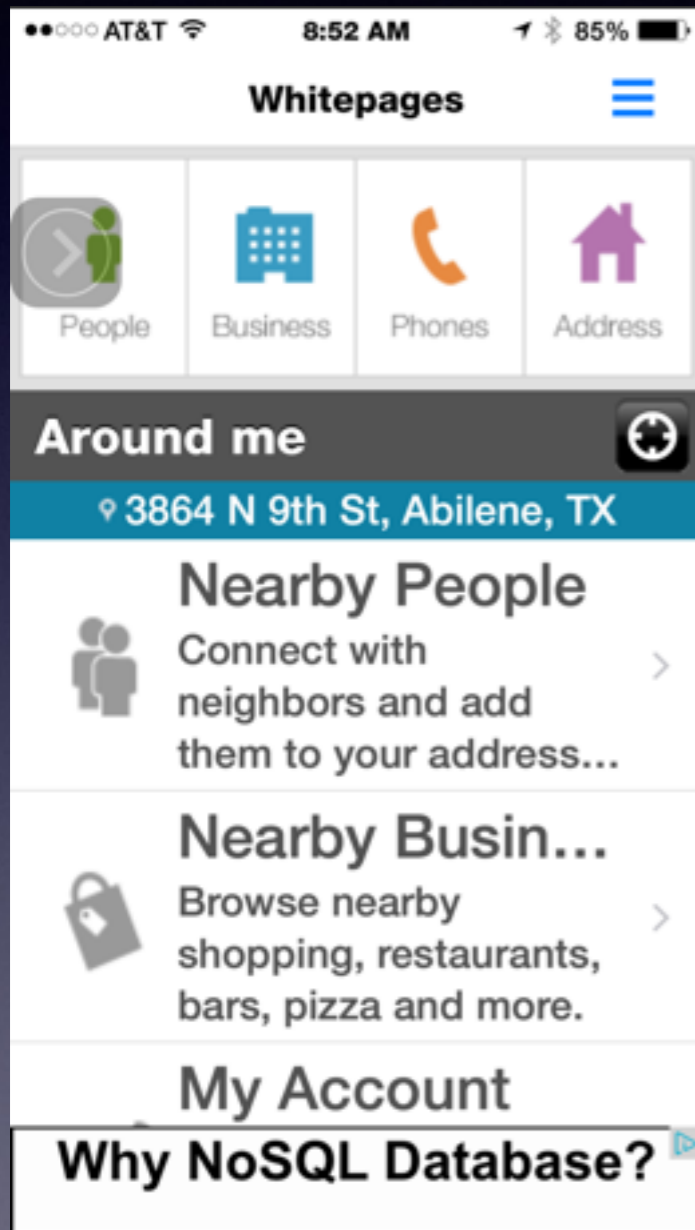 AT&T 8:52 AM 85%
Whitepages
People Business Phones Address
Around me
3864 N 9th St, Abilene, TX
Nearby People
Connect with
neighbors and add
them to your address...
Nearby Busin...
Browse nearby
shopping, restaurants,
bars, pizza and more.
My Account
Why NoSQL Database?